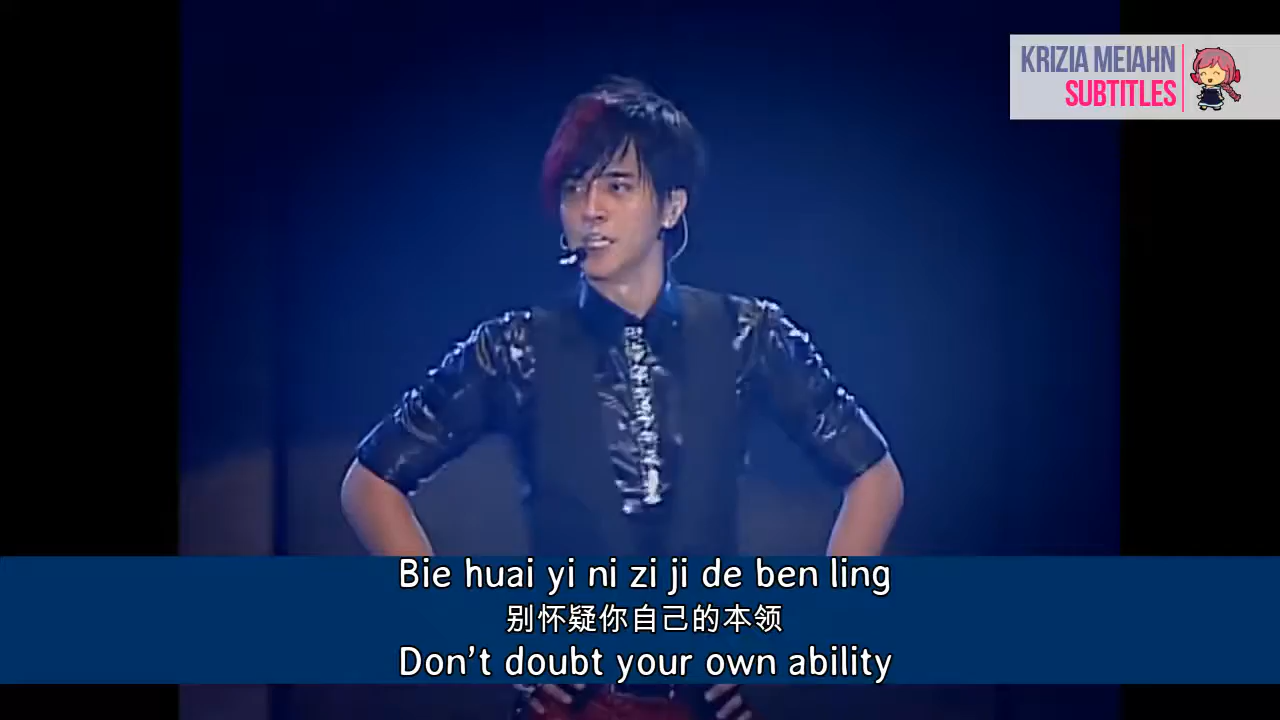 KRIZIA MEIAHN
SUBTITLES
Bie huai yi ni zi ji de ben ling
别怀疑你自己的本领
Don't doubt your own ability